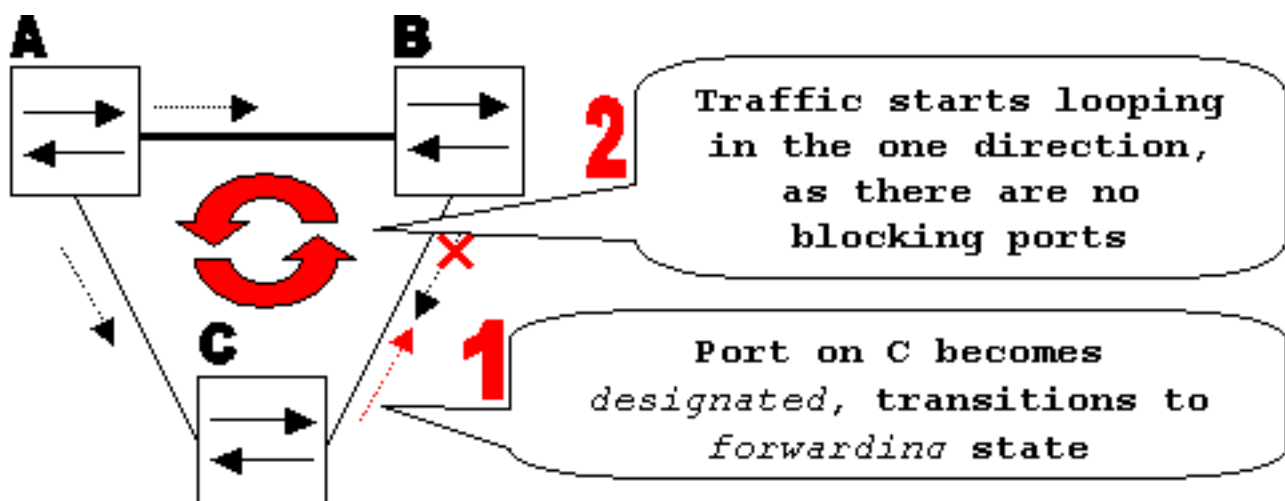 A
B
2
Traffic starts looping
in the one direction,
as there are no
blocking ports
C
1
Port on C becomes
designated, transitions to
forwarding state